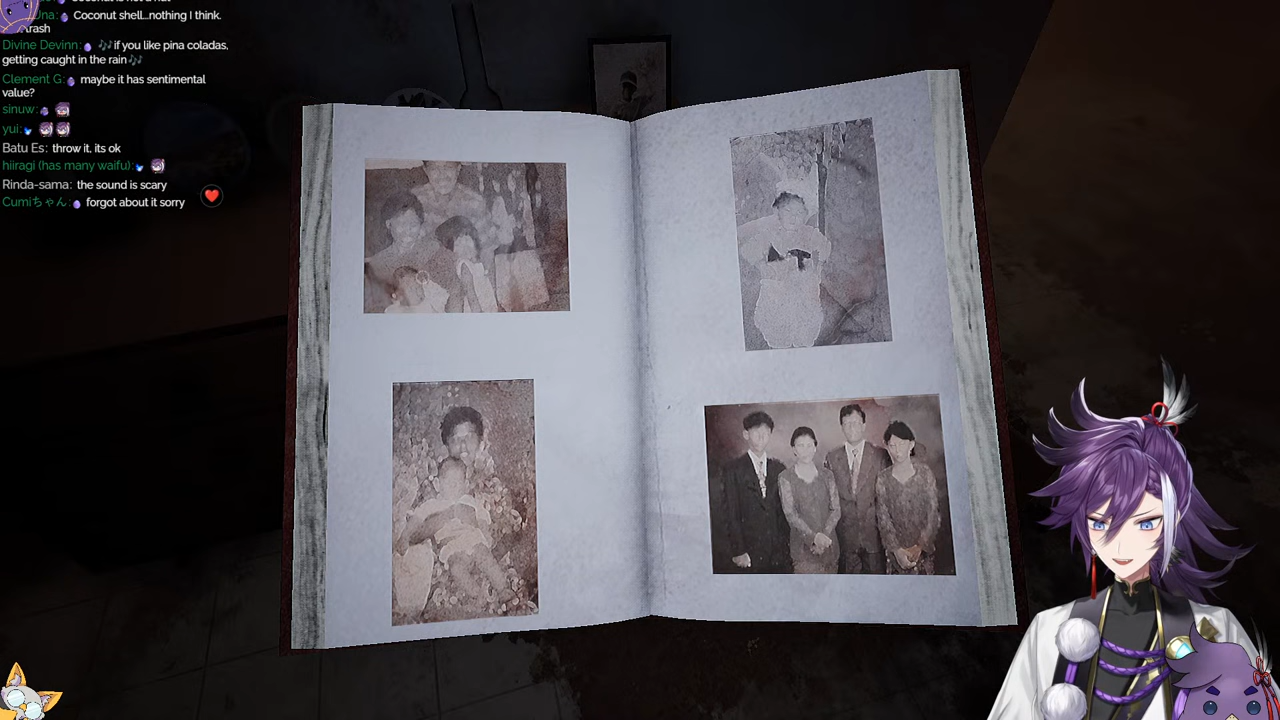 Coconut shell...nothing I think.
Divine Devinn: 🎶if you like pina coladas,
getting caught in the rain🎶
Clement G: maybe it has sentimental
value?
sinuw:
yui:
Batu Es: throw it, its ok
hiiragi (has many waifu):
Rinda-sama: the sound is scary
Cumiちゃん: forgot about it sorry